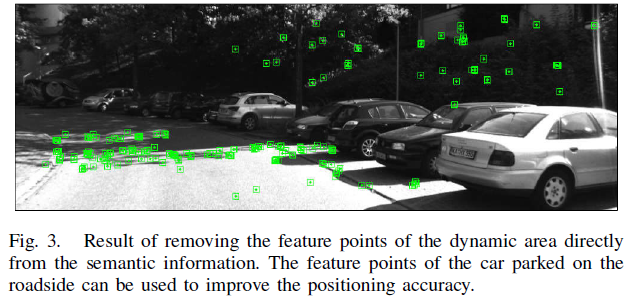 Fig. 3. Result of removing the feature points of the dynamic area directly
from the semantic information. The feature points of the car parked on the
roadside can be used to improve the positioning accuracy.